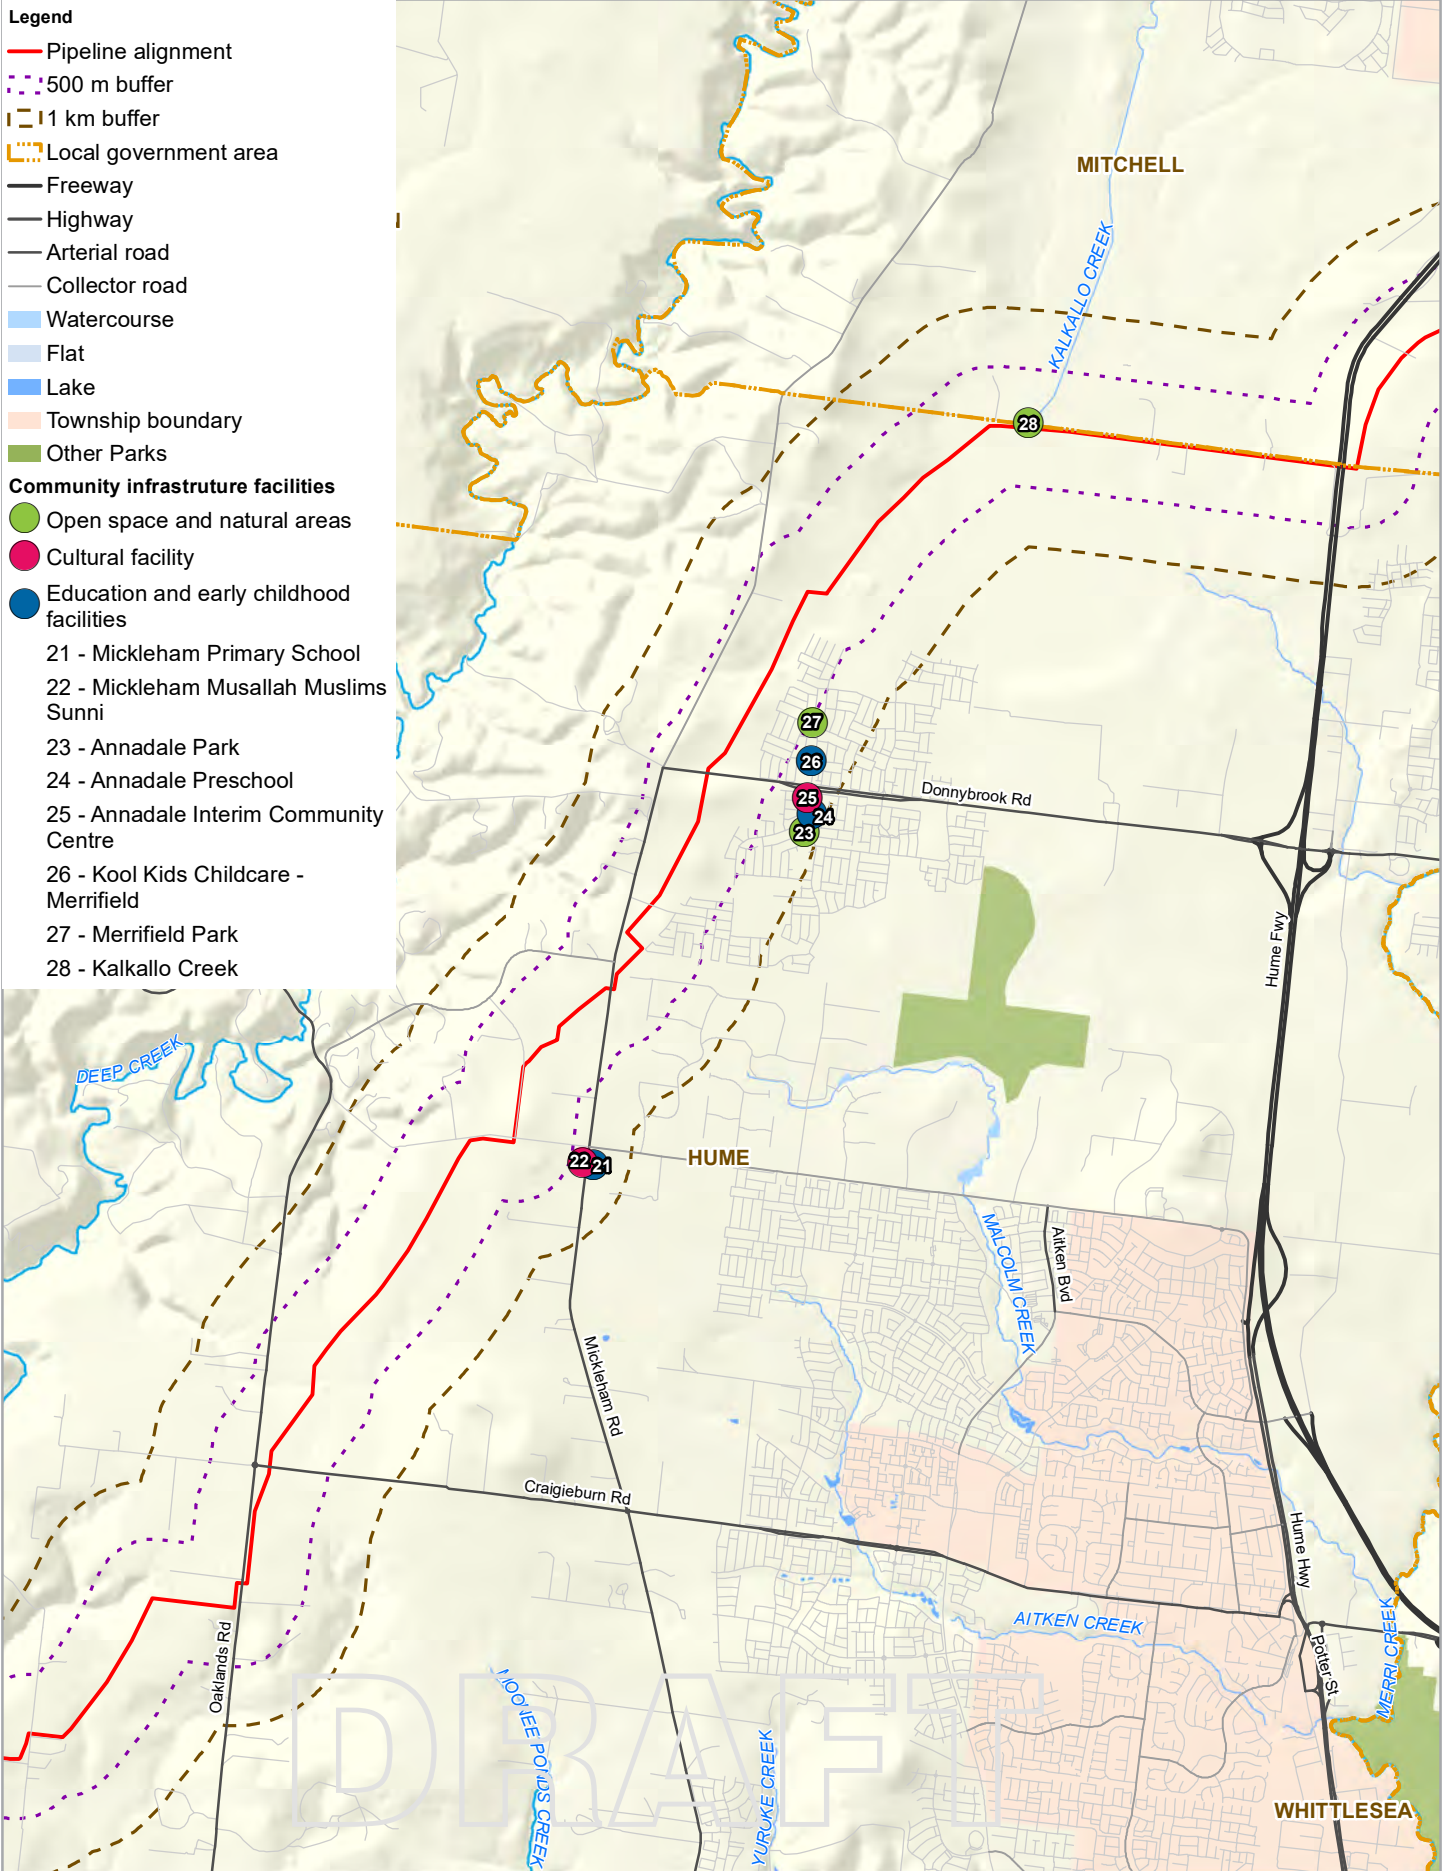 Legend
Pipeline alignment
500 m buffer
1 km buffer
Local government area
Freeway
Highway
Arterial road
Collector road
Watercourse
Flat
Lake
Township boundary
Other Parks
Community infrastruture facilities
Open space and natural areas
Cultural facility
Education and early childhood
facilities
21 - Mickleham Primary School
22 - Mickleham Musallah Muslims
Sunni
23 - Annadale Park
24 - Annadale Preschool
25 - Annadale Interim Community
Centre
26 - Kool Kids Childcare -
Merrifield
27 - Merrifield Park
28 - Kalkallo Creek
MITCHELL
KALKALLO CREEK
28
27
26
25
24
23
Donnybrook Rd
Hume Fwy
DEEP CREEK
22
21
HUME
MALCOLM CREEK
Aitken Bvd
Mickleham Rd
Craigieburn Rd
Hume Hwy
AITKEN CREEK
MERRI CREEK
Potter St
Oaklands Rd
MOONEE PONDS CREEK
YUROKE CREEK
DRAFT
WHITTLESEA